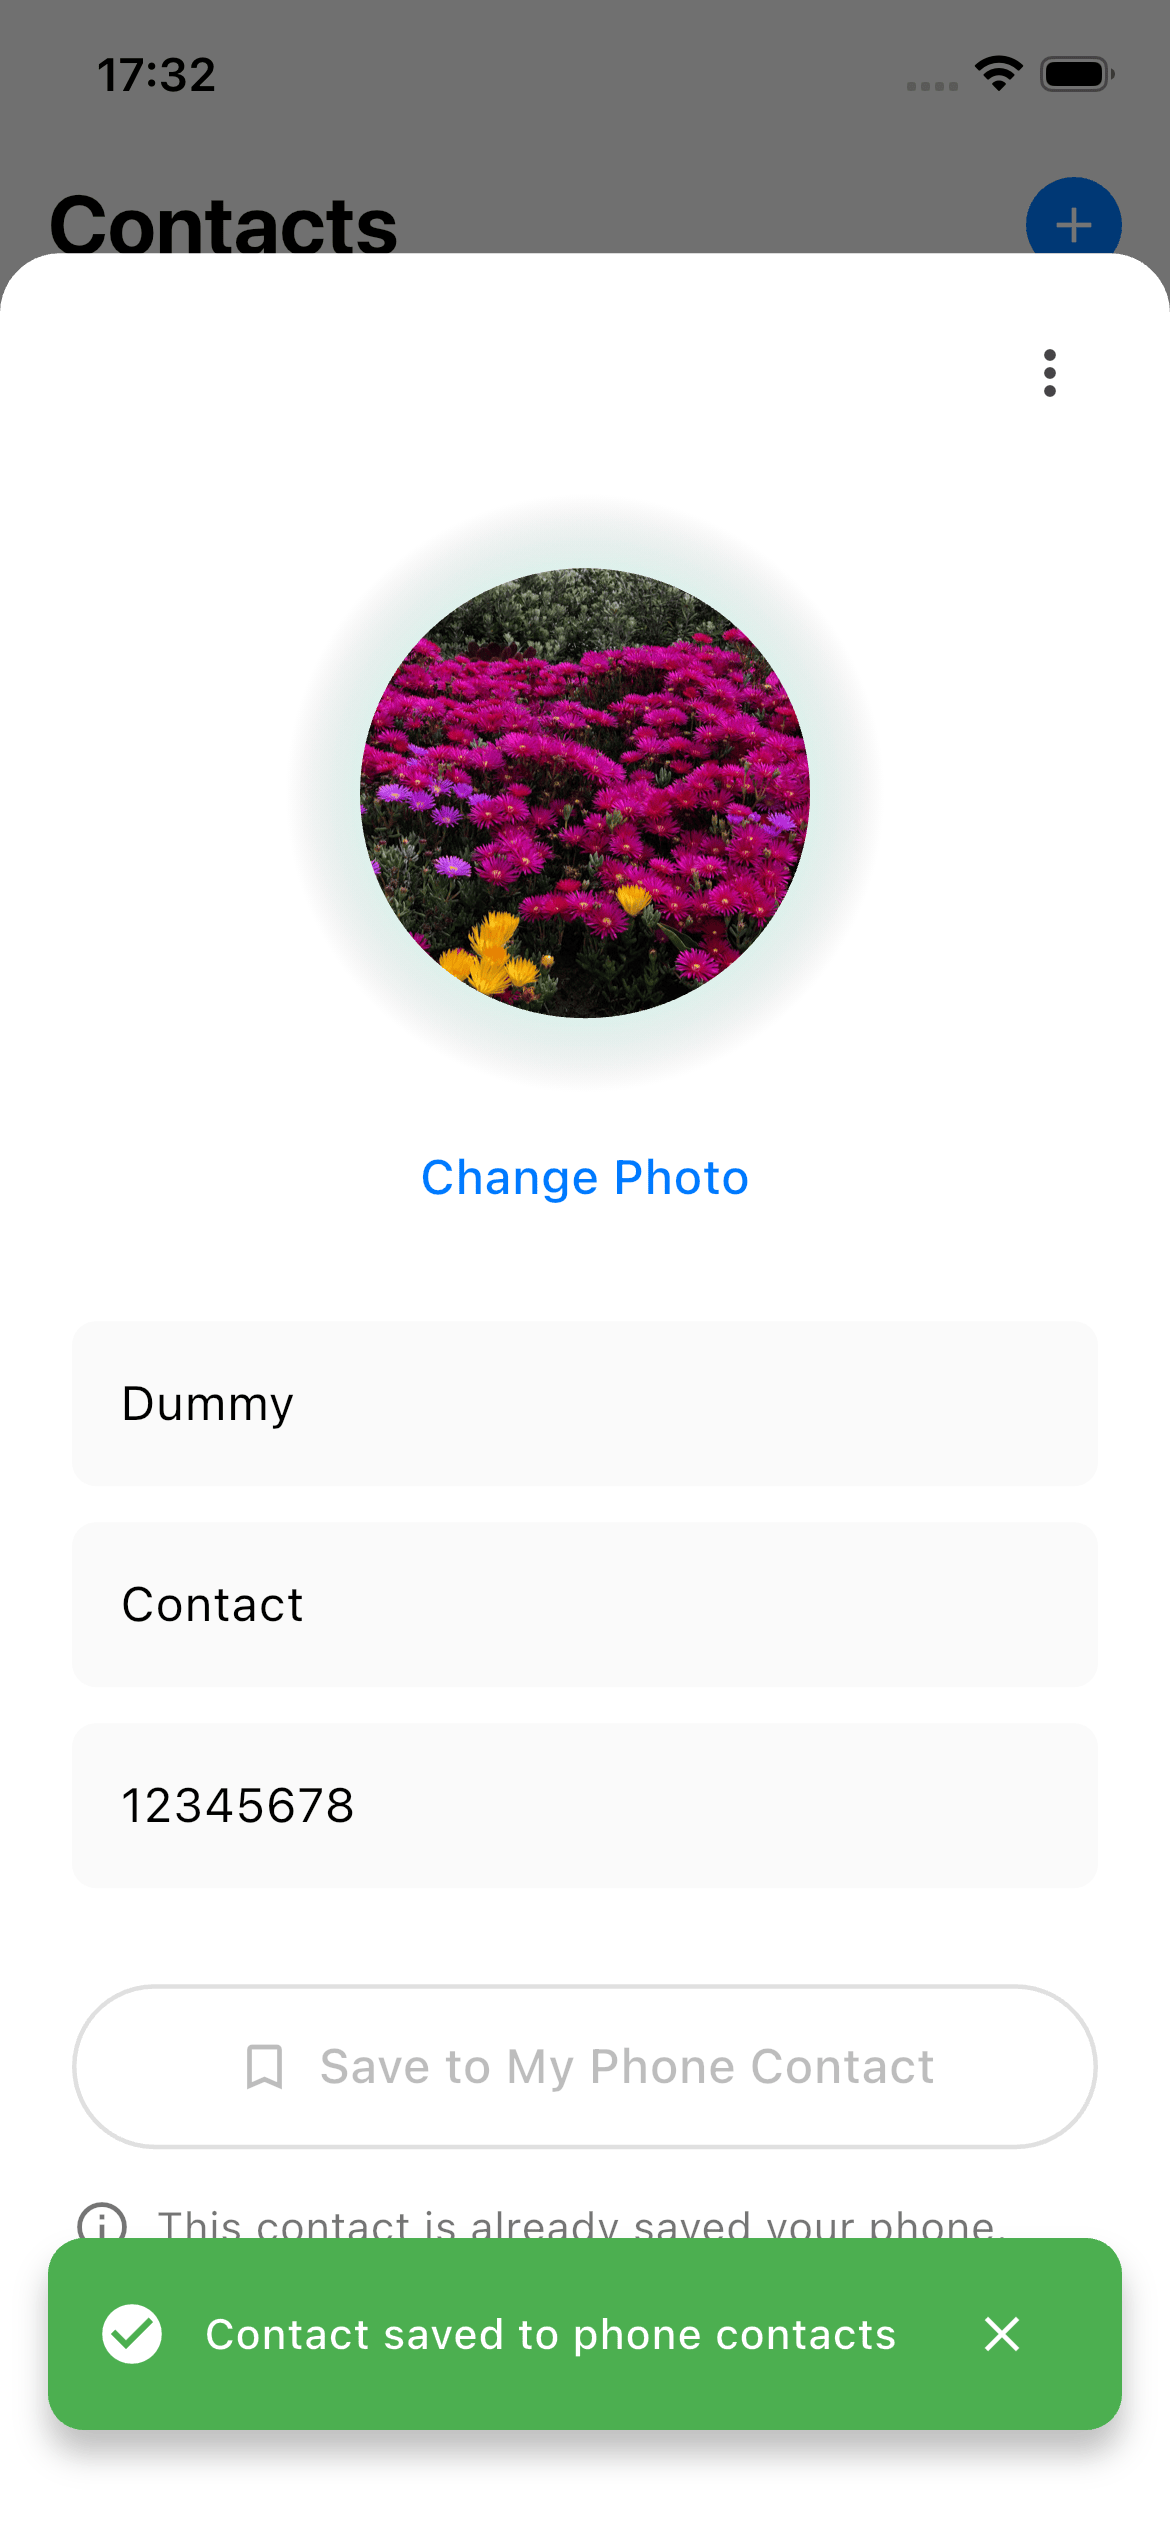 17:32
Contacts
Change Photo
Dummy
Contact
12345678
Save to My Phone Contact
This contact is already saved your phone.
Contact saved to phone contacts